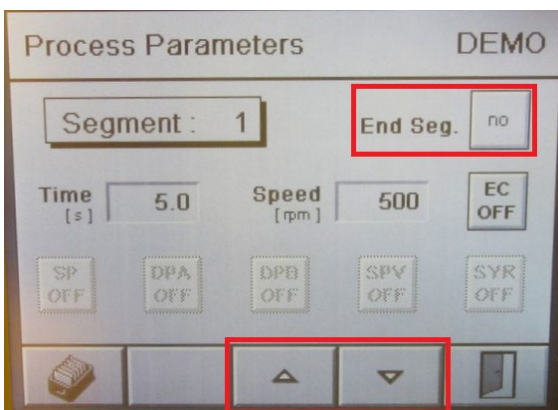 Process Parameters DEMO
Segment : 1 End Seg. no
Time [s] 5.0 Speed [rpm] 500 EC OFF
SP OFF DPA OFF DPB OFF SPV OFF SYR OFF